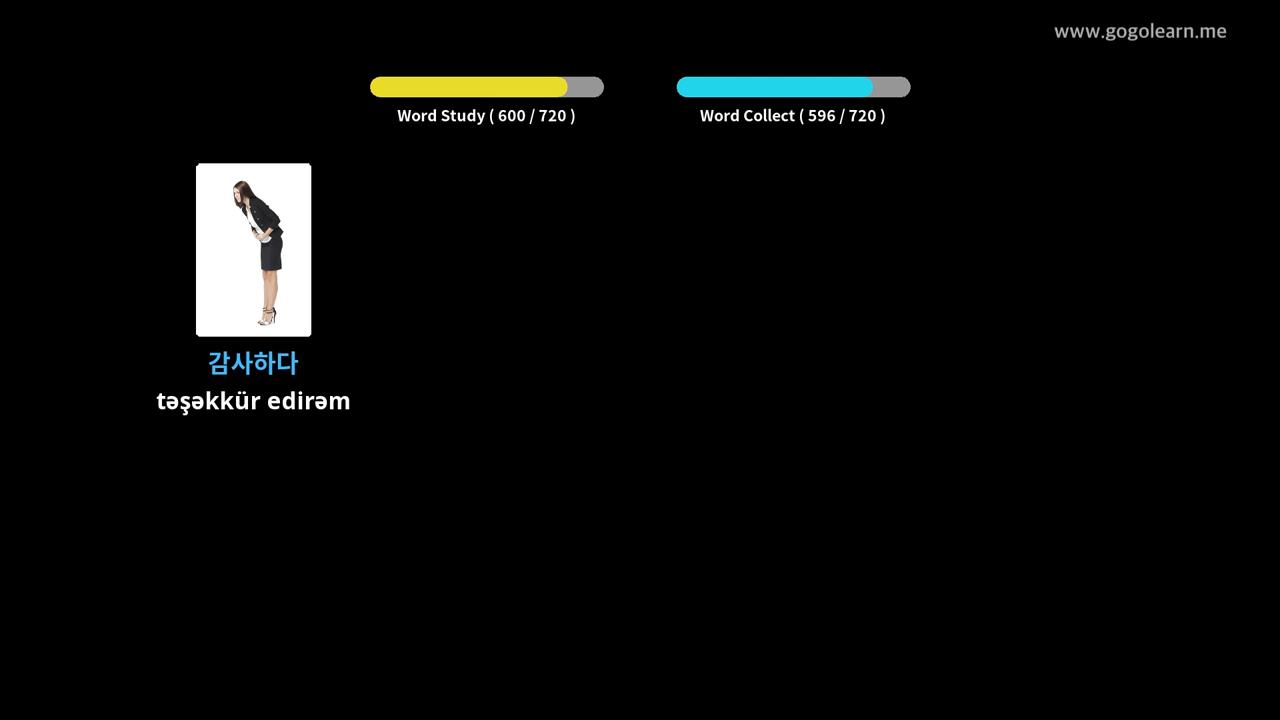 www.gogolearn.me
Word Study ( 600 / 720 )
Word Collect ( 596 / 720 )
감사하다
təşəkkür edirəm